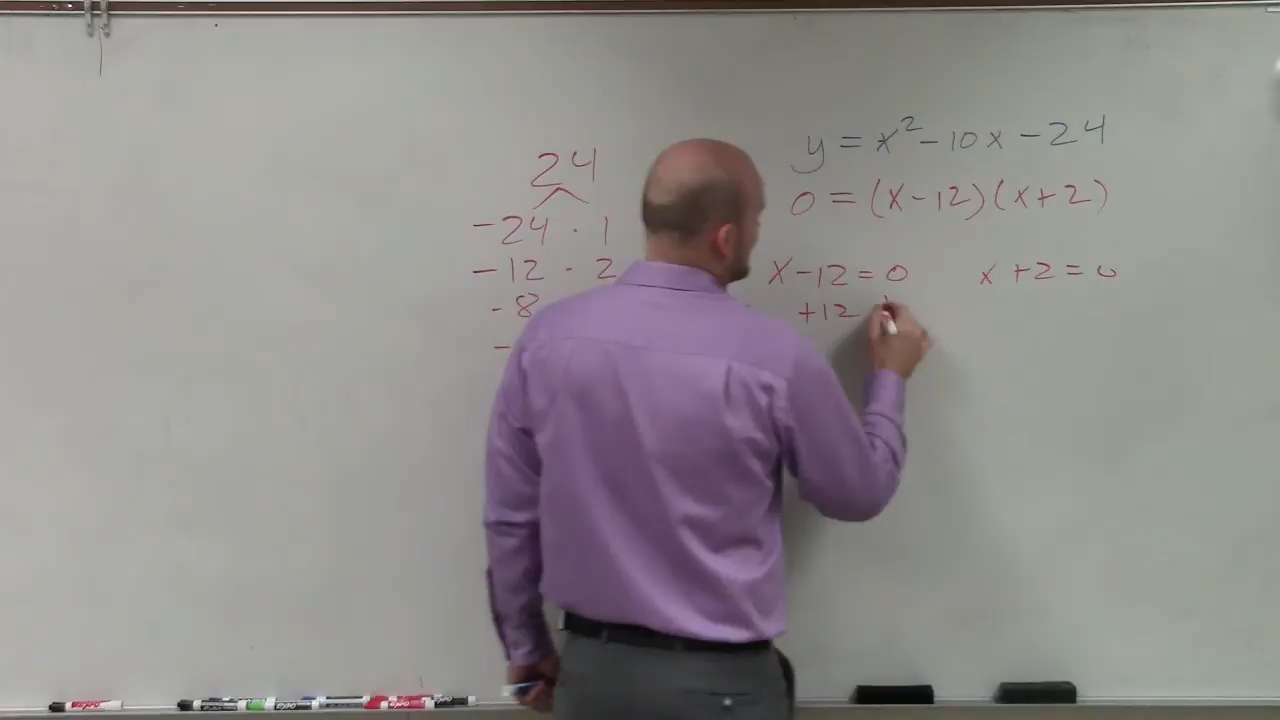 24
-24 · 1
-12 · 2
-8
-
y = x² - 10x - 24
0 = (x-12)(x+2)
x - 12 = 0    x + 2 = 0
+12